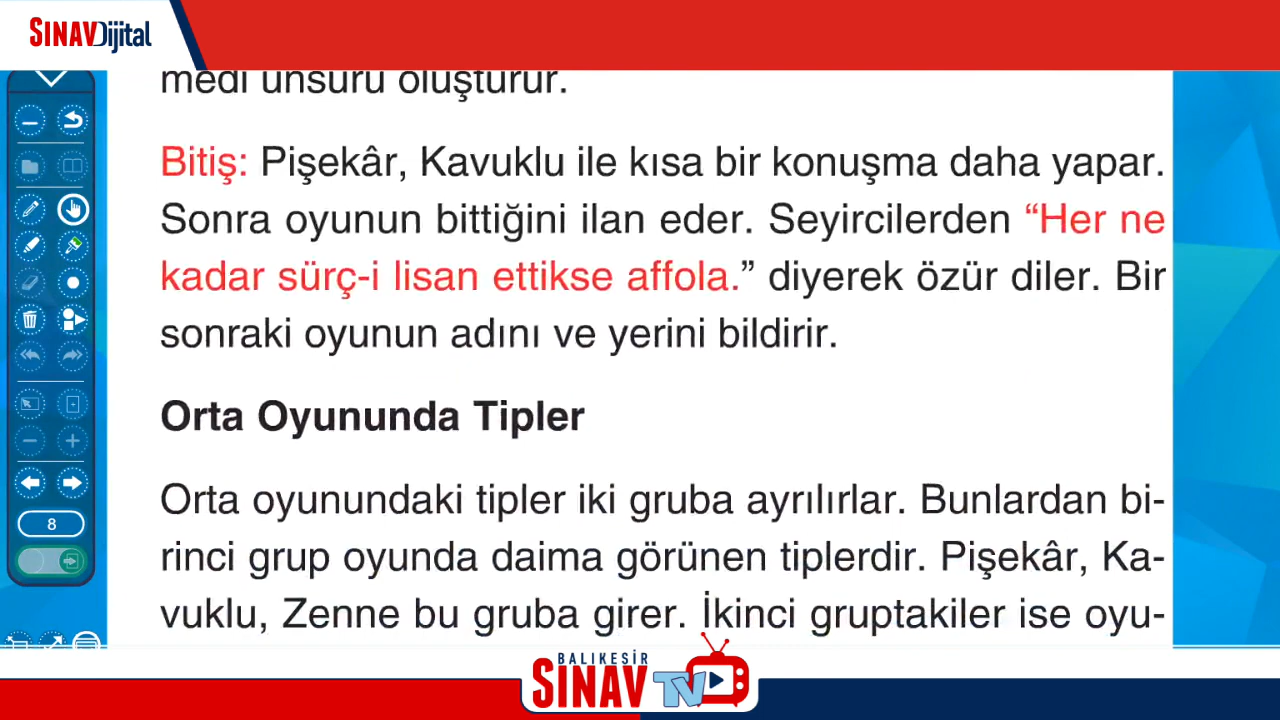 SINAVDijital
medi unsuru oluşturur.
Bitiş: Pişekâr, Kavuklu ile kısa bir konuşma daha yapar.
Sonra oyunun bittiğini ilan eder. Seyircilerden “Her ne
kadar sürç-i lisan ettikse affola.” diyerek özür diler. Bir
sonraki oyunun adını ve yerini bildirir.
Orta Oyununda Tipler
Orta oyunundaki tipler iki gruba ayrılırlar. Bunlardan bi-
rinci grup oyunda daima görünen tiplerdir. Pişekâr, Ka-
vuklu, Zenne bu gruba girer. İkinci gruptakiler ise oyu-
8
BALIKESİR
SINAV TV